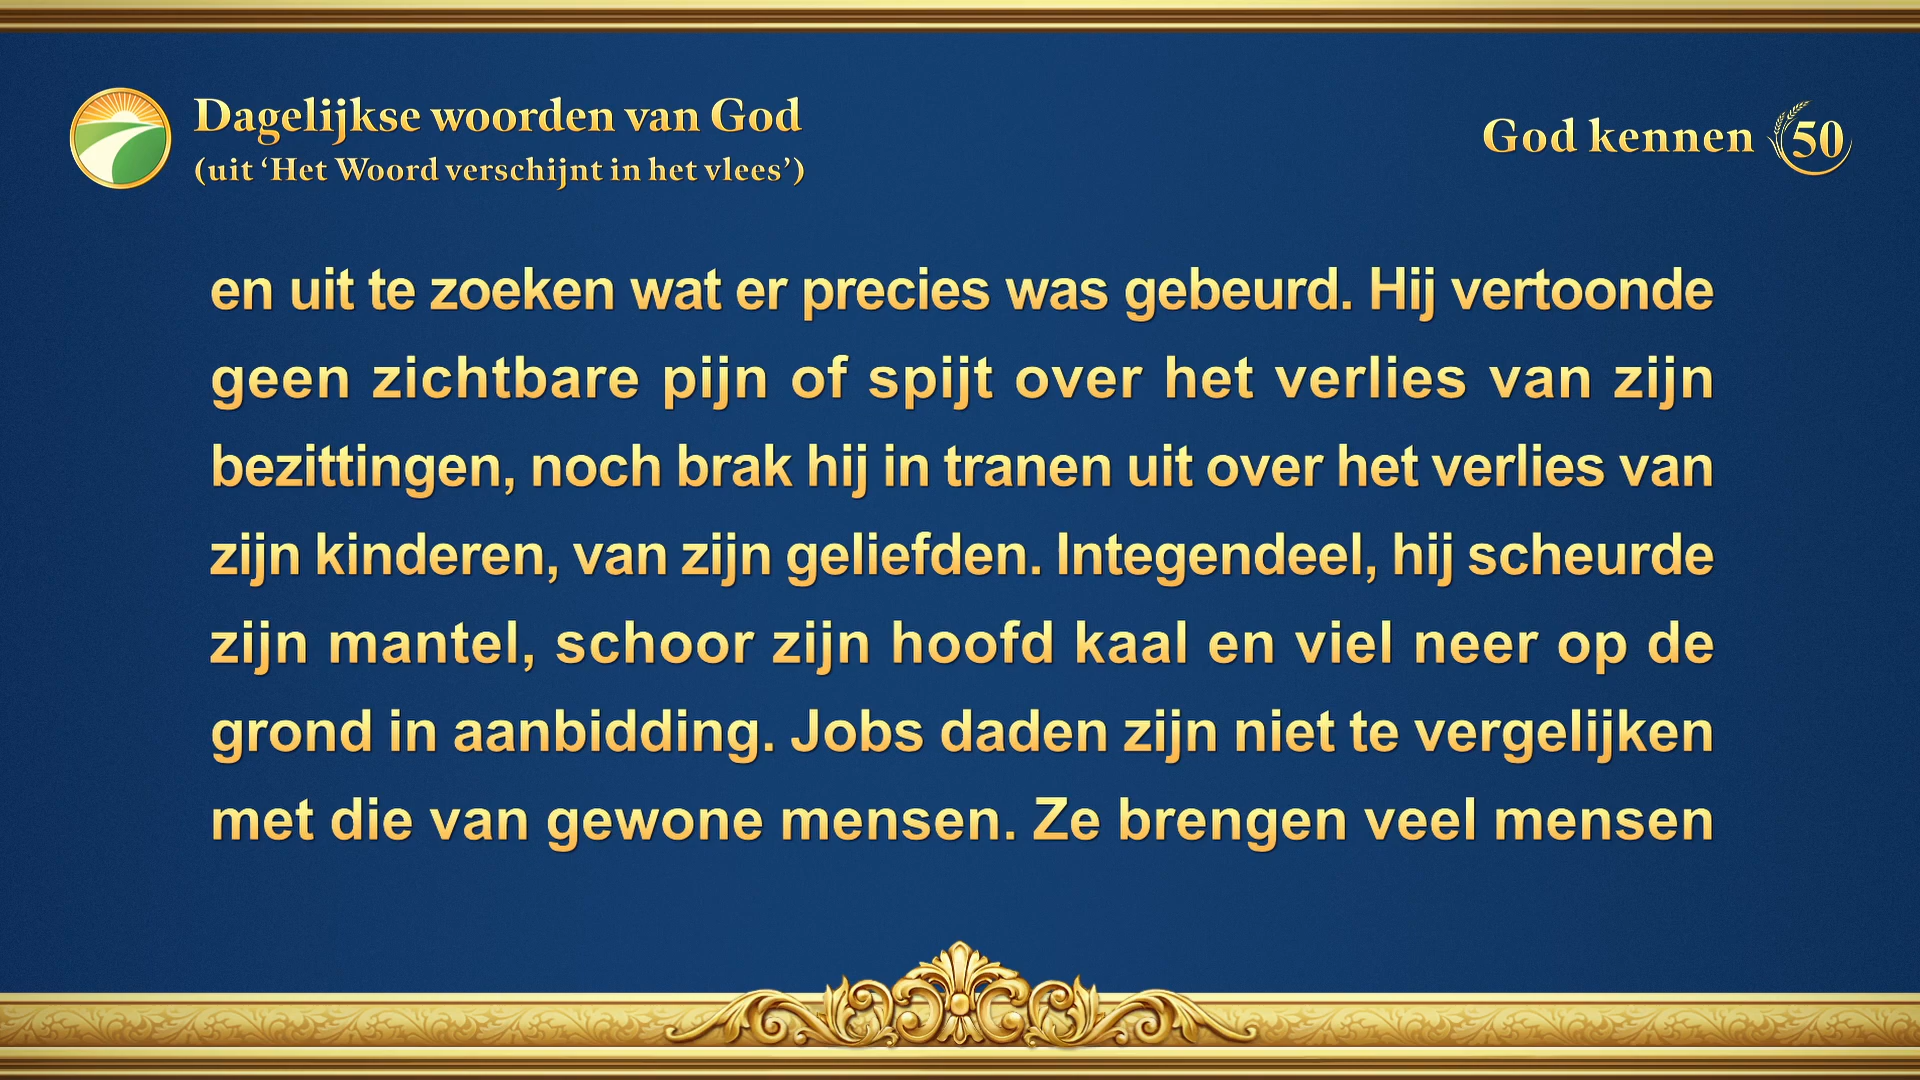 Dagelijkse woorden van God
(uit ‘Het Woord verschijnt in het vlees’)
God kennen 50
en uit te zoeken wat er precies was gebeurd. Hij vertoonde
geen zichtbare pijn of spijt over het verlies van zijn
bezittingen, noch brak hij in tranen uit over het verlies van
zijn kinderen, van zijn geliefden. Integendeel, hij scheurde
zijn mantel, schoor zijn hoofd kaal en viel neer op de
grond in aanbidding. Jobs daden zijn niet te vergelijken
met die van gewone mensen. Ze brengen veel mensen